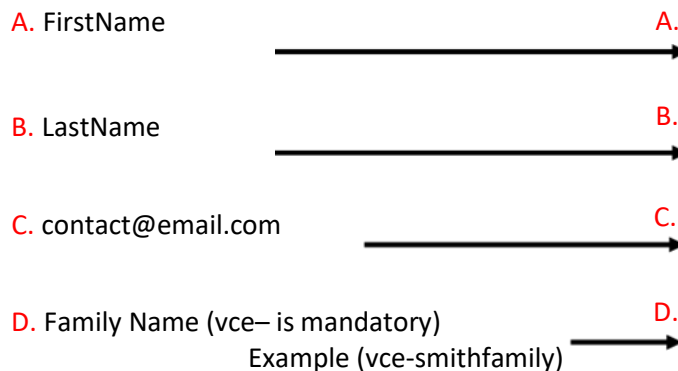 A. FirstName A.
B. LastName B.
C. contact@email.com C.
D. Family Name (vce– is mandatory) D.
Example (vce-smithfamily)